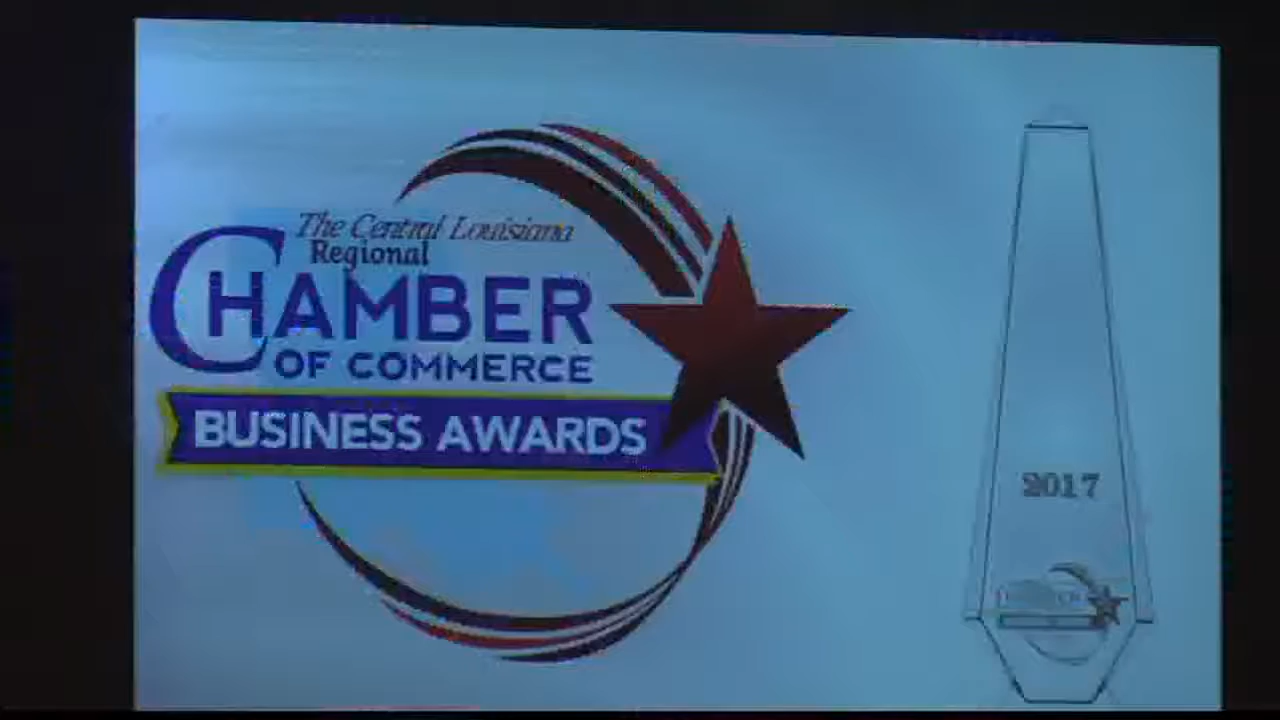 The Central Louisiana
Regional
CHAMBER
OF COMMERCE
BUSINESS AWARDS
2017